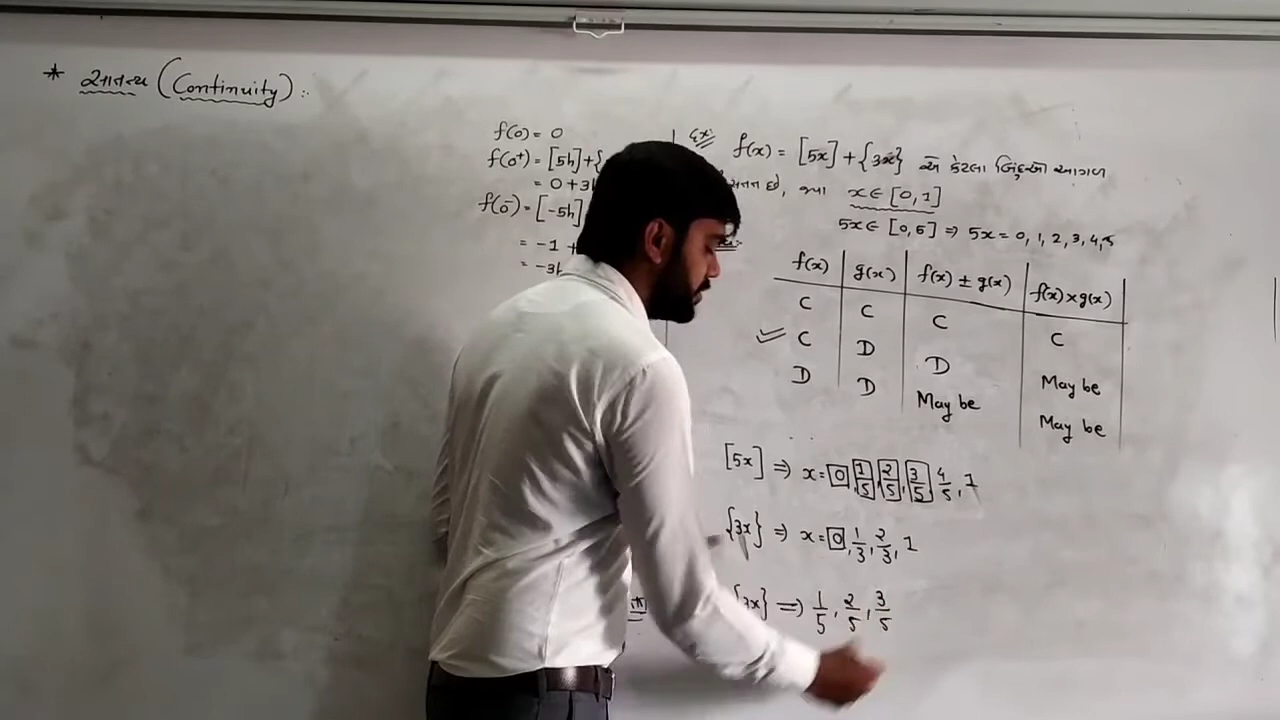 * સાતત્ય (Continuity) :
f(0) = 0
f(0⁺) = [5h] + {
= 0 + 3h
f(0⁻) = [-5h]
= -1 +
= -3h
Ex: f(x) = [5x] + {3x} એ કેટલા બિંદુએ આગળ
છે, જ્યાં x ∈ [0,1]
5x ∈ [0,5] ⇒ 5x = 0, 1, 2, 3, 4, 5
f(x) | g(x) | f(x) ± g(x) | f(x) × g(x)
C | C | C | C
C | D | D | May be
D | D | May be | May be
[5x] ⇒ x = 0, 1/5, 2/5, 3/5, 4/5, 1
{3x} ⇒ x = 0, 1/3, 2/3, 1
{3x} ⇒ 1/5, 2/5, 3/5